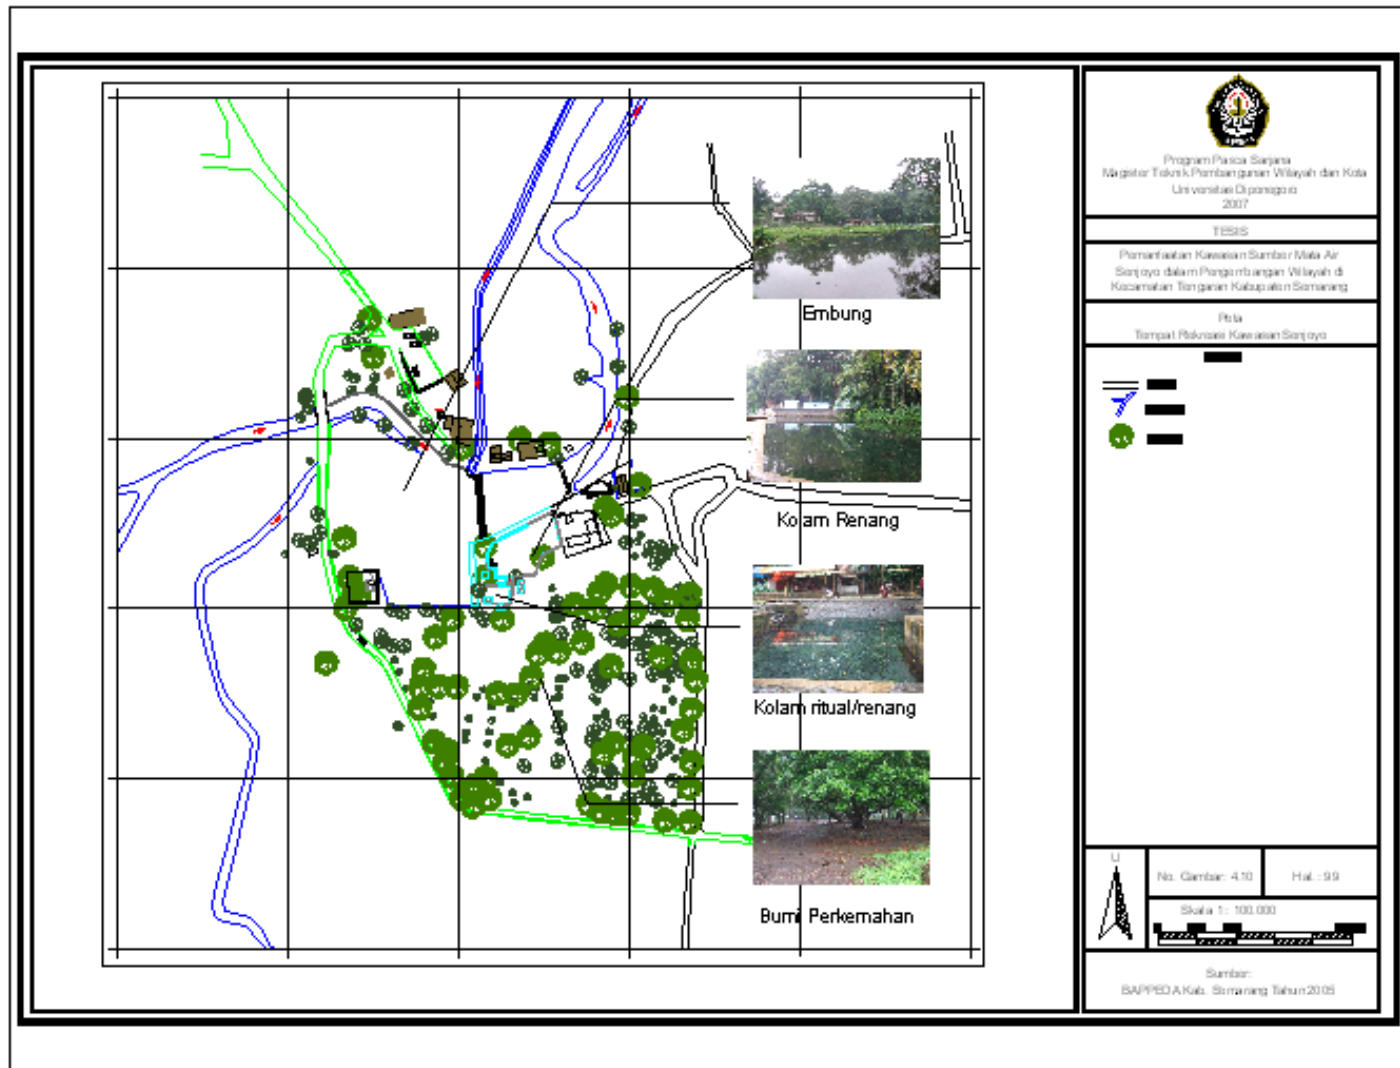 Embung
Kolam Renang
Kolam ritual/renang
Bumi Perkemahan
Program Pasca Sarjana
Magister Teknik Pembangunan Wilayah dan Kota
Universitas Diponegoro
2007
TESIS
Pemanfaatan Kawasan Sumber Mata Air
Senjoyo dalam Pengembangan Wilayah di
Kecamatan Tengaran Kabupaten Semarang
Peta
Tempat Rekreasi Kawasan Senjoyo
U
No. Gambar: 4.10
Hal. : 99
Skala 1 : 100.000
Sumber:
BAPPEDA Kab. Semarang Tahun 2005